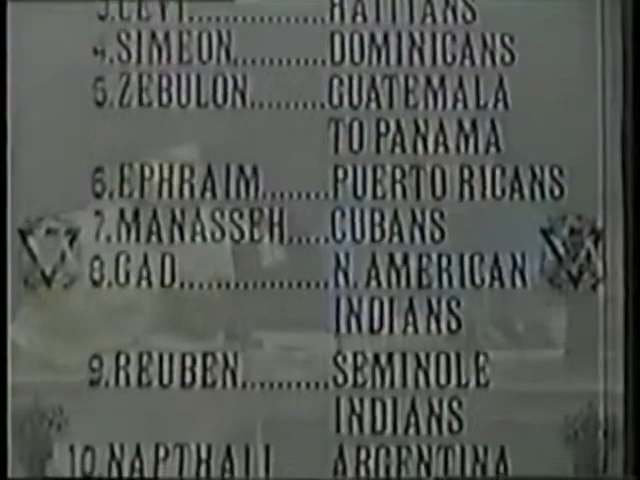 3.LEVI................HAITIANS
4.SIMEON............DOMINICANS
5.ZEBULON.........GUATEMALA
TO PANAMA
6.EPHRAIM........PUERTO RICANS
7.MANASSEH.....CUBANS
8.GAD.................N.AMERICAN
INDIANS
9.REUBEN..........SEMINOLE
INDIANS
10.NAPTHALI      ARGENTINA